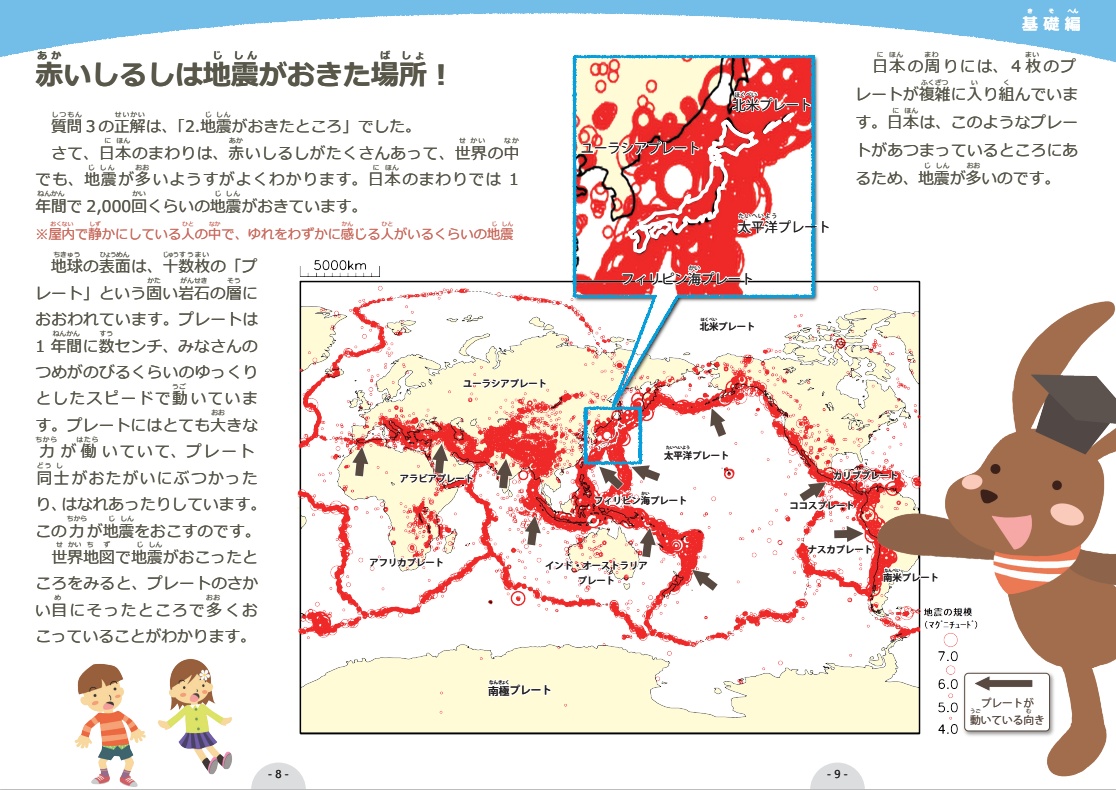 基礎編
赤いしるしは地震がおきた場所！
質問３の正解は、「2.地震がおきたところ」でした。
さて、日本のまわりは、赤いしるしがたくさんあって、世界の中
でも、地震が多いようすがよくわかります。日本のまわりでは 1
年間で 2,000回くらいの地震がおきています。
※屋内で静かにしている人の中で、ゆれをわずかに感じる人がいるくらいの地震
地球の表面は、十数枚の「プ
レート」という固い岩石の層に
おおわれています。プレートは
1 年間に数センチ、みなさんの
つめがのびるくらいのゆっくり
としたスピードで動いていま
す。プレートにはとても大きな
力が働いていて、プレート
同士がおたがいにぶつかった
り、はなれあったりしています。
この力が地震をおこすのです。
世界地図で地震がおこったと
ころをみると、プレートのさか
い目にそったところで多くお
こっていることがわかります。
5000km
北米プレート
ユーラシアプレート
太平洋プレート
フィリピン海プレート
北米プレート
ユーラシアプレート
太平洋プレート
アラビアプレート
カリブプレート
フィリピン海プレート
ココスプレート
ナスカプレート
アフリカプレート
インド・オーストラリア
プレート
南米プレート
南極プレート
地震の規模
(マグニチュード)
7.0
6.0
5.0
4.0
プレートが
動いている向き
日本の周りには、４枚のプ
レートが複雑に入り組んでいま
す。日本は、このようなプレー
トがあつまっているところにあ
るため、地震が多いのです。
- 8 -
- 9 -